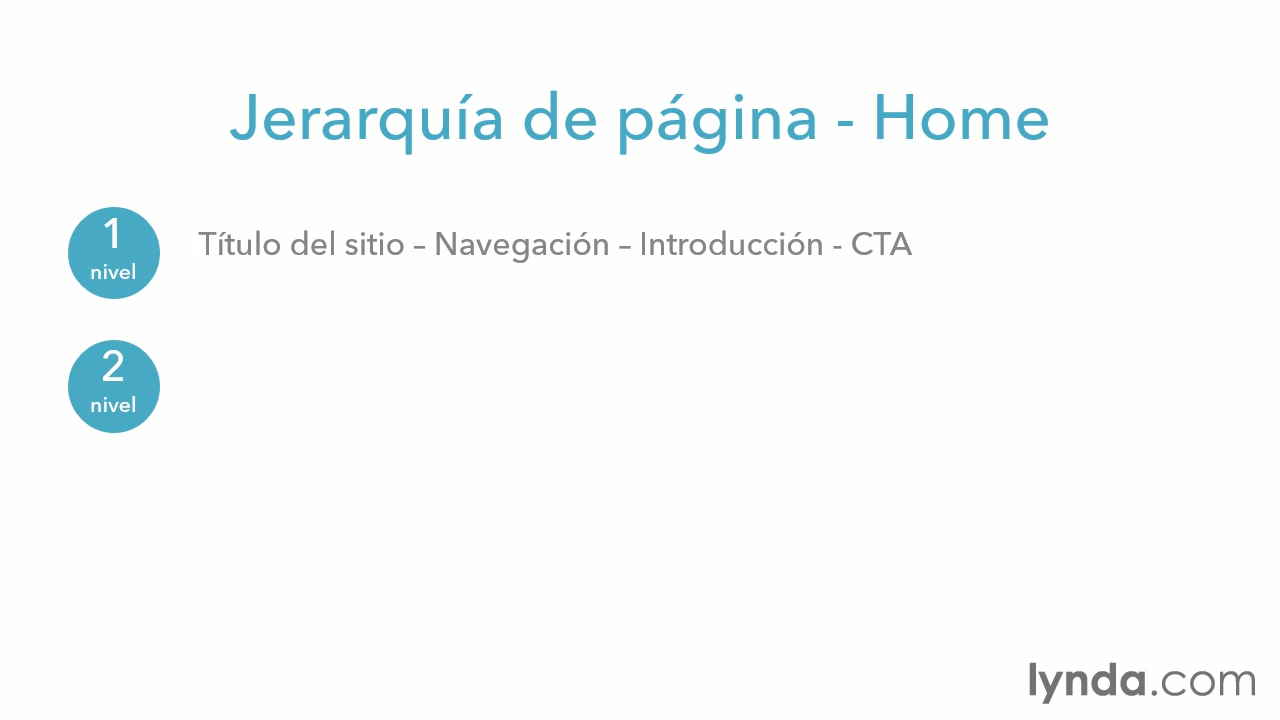 Jerarquía de página - Home
1
nivel
Título del sitio – Navegación – Introducción - CTA
2
nivel
lynda.com